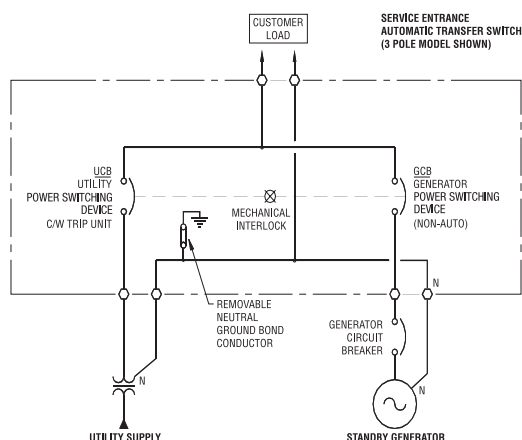 CUSTOMER
LOAD
SERVICE ENTRANCE
AUTOMATIC TRANSFER SWITCH
(3 POLE MODEL SHOWN)
UCB
UTILITY
POWER SWITCHING
DEVICE
C/W TRIP UNIT
MECHANICAL
INTERLOCK
GCB
GENERATOR
POWER SWITCHING
DEVICE
(NON-AUTO)
REMOVABLE
NEUTRAL
GROUND BOND
CONDUCTOR
N
GENERATOR
CIRCUIT
BREAKER
N
N
UTILITY SUPPLY
STANDBY GENERATOR